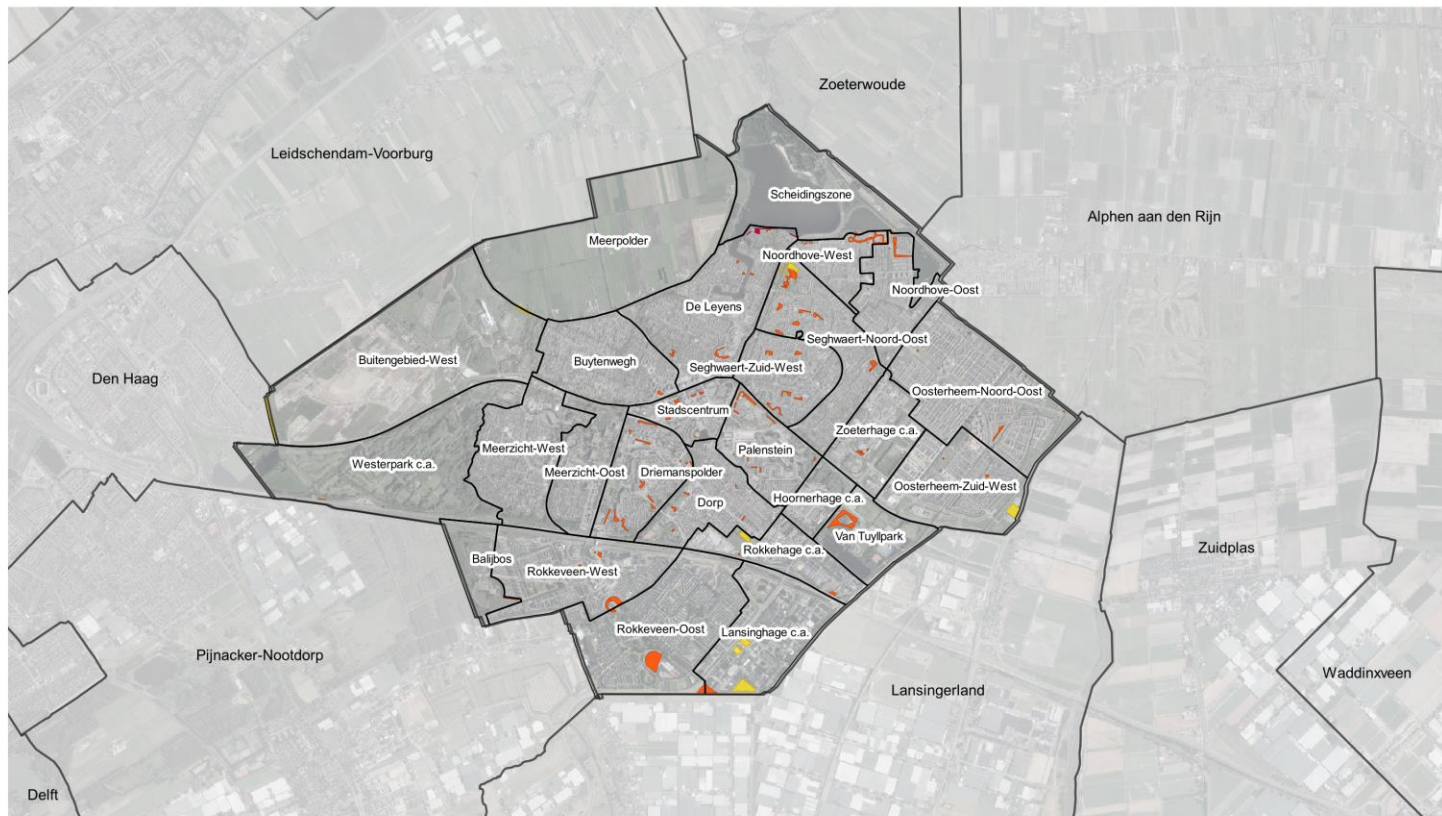 Zoeterwoude
Leidschendam-Voorburg
Scheidingszone
Alphen aan den Rijn
Meerpolder
Noordhove-West
Noordhove-Oost
De Leyens
Seghwaert-Noord-Oost
Buitengebied-West
Buytenwegh
Seghwaert-Zuid-West
Den Haag
Oosterheem-Noord-Oost
Stadscentrum
Zoeterhage c.a.
Meerzicht-West
Palenstein
Westerpark c.a.
Meerzicht-Oost
Driemanspolder
Oosterheem-Zuid-West
Hoornerhage c.a.
Dorp
Van Tuyllpark
Rokkehage c.a.
Zuidplas
Balijbos
Rokkeveen-West
Rokkeveen-Oost
Lansinghage c.a.
Pijnacker-Nootdorp
Waddinxveen
Lansingerland
Delft